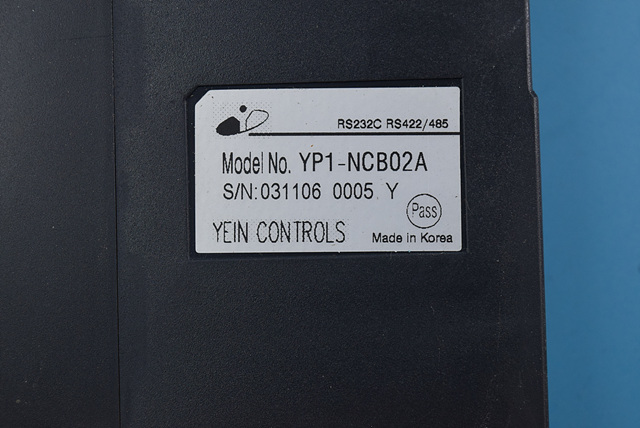 RS232C RS422/485
Model No. YP1-NCB02A
S/N:031106 0005 Y
Pass
YEIN CONTROLS
Made in Korea